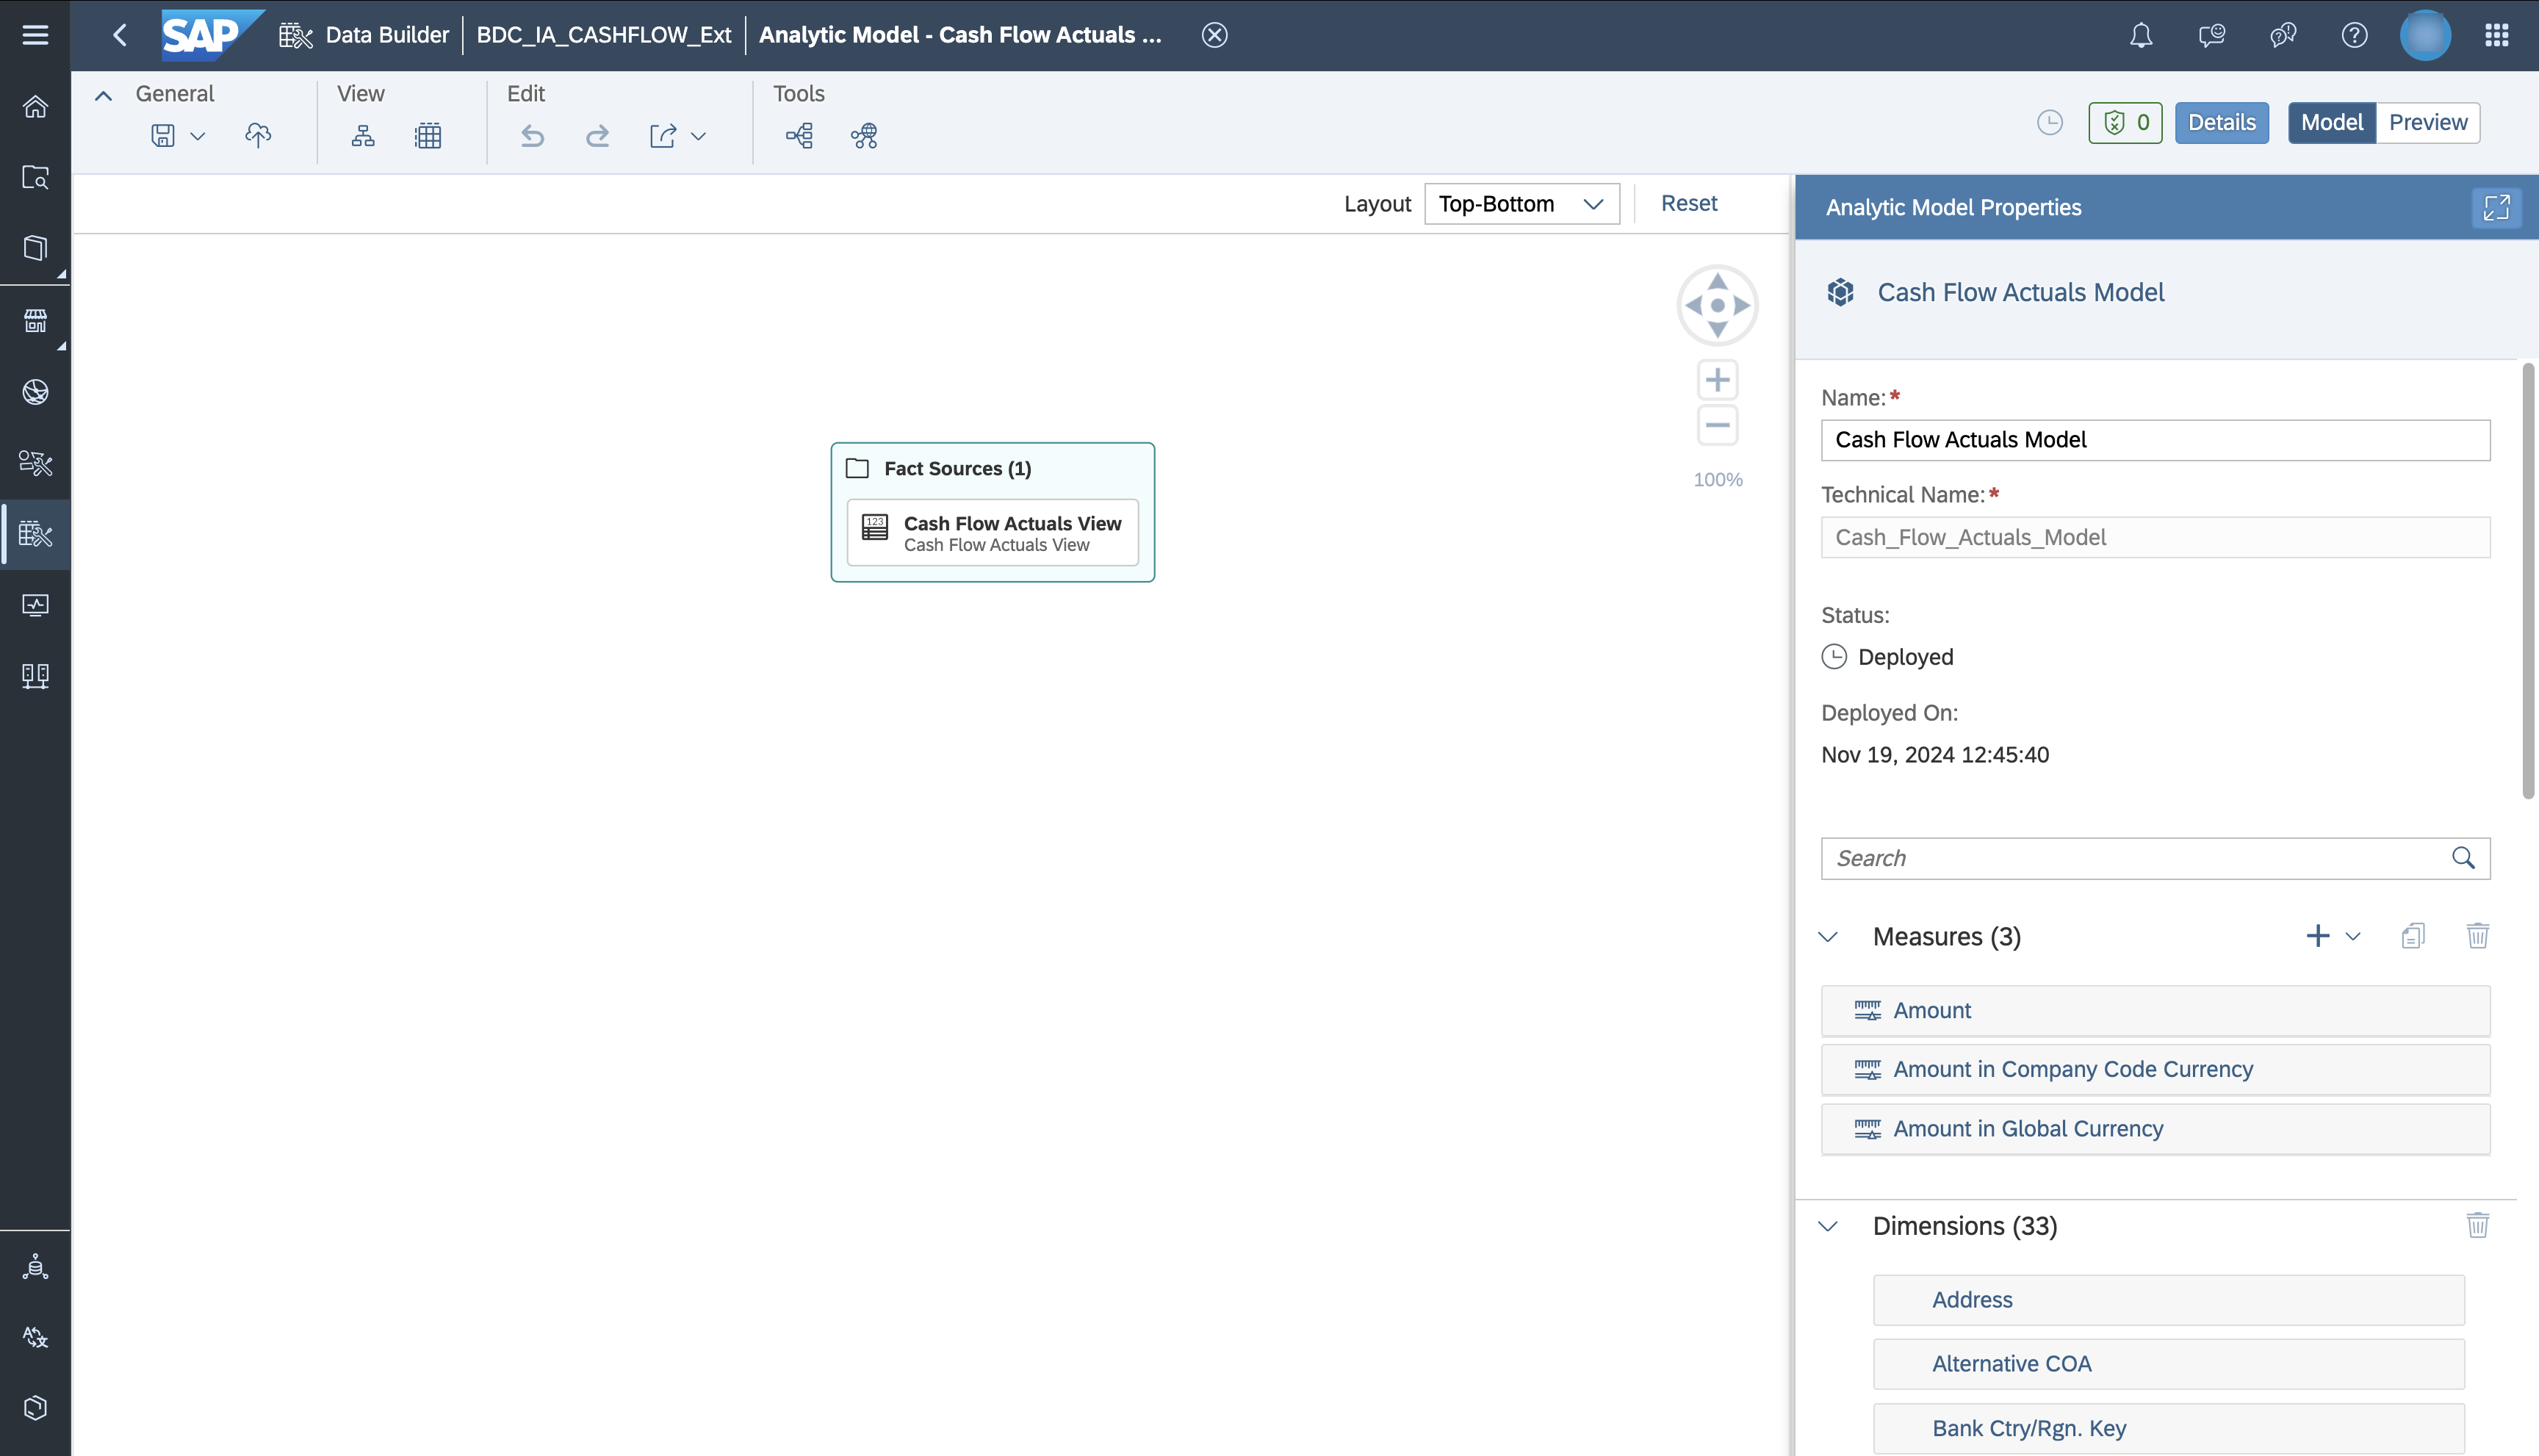 SAP
Data Builder
BDC_IA_CASHFLOW_Ext
Analytic Model - Cash Flow Actuals ...
General
View
Edit
Tools
0
Details
Model
Preview
Layout
Top-Bottom
Reset
100%
Fact Sources (1)
123
Cash Flow Actuals View
Cash Flow Actuals View
Analytic Model Properties
Cash Flow Actuals Model
Name:*
Cash Flow Actuals Model
Technical Name:*
Cash_Flow_Actuals_Model
Status:
Deployed
Deployed On:
Nov 19, 2024 12:45:40
Search
Measures (3)
Amount
Amount in Company Code Currency
Amount in Global Currency
Dimensions (33)
Address
Alternative COA
Bank Ctry/Rgn. Key